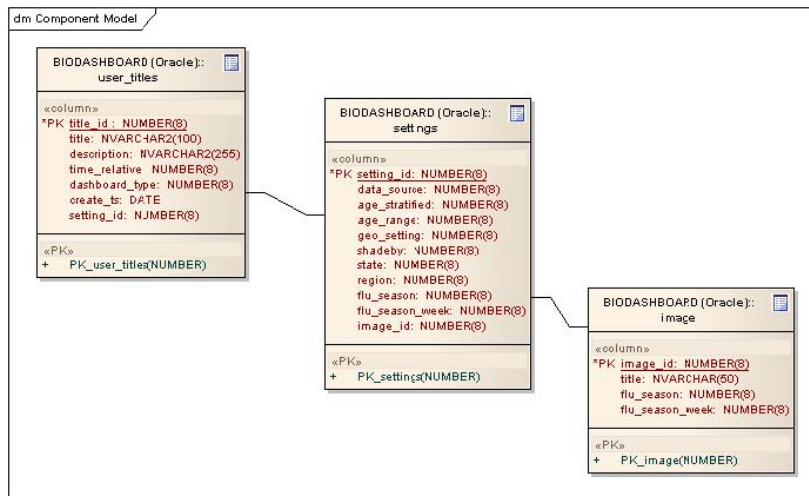 dm Component Model
BIODASHBOARD (Oracle)::
user_titles
«column»
*PK title_id : NUMBER(8)
title: NVARCHAR2(100)
description: NVARCHAR2(255)
time_relative NUMBER(8)
dashboard_type: NUMBER(8)
create_ts: DATE
setting_id: NUMBER(8)
«PK»
+ PK_user_titles(NUMBER)
BIODASHBOARD (Oracle)::
settings
«column»
*PK setting_id: NUMBER(8)
data_source: NUMBER(8)
age_stratified: NUMBER(8)
age_range: NUMBER(8)
geo_setting: NUMBER(8)
shadeby: NUMBER(8)
state: NUMBER(8)
region: NUMBER(8)
flu_season: NUMBER(8)
flu_season_week: NUMBER(8)
image_id: NUMBER(8)
«PK»
+ PK_settings(NUMBER)
BIODASHBOARD (Oracle)::
image
«column»
*PK image_id: NUMBER(8)
title: NVARCHAR(50)
flu_season: NUMBER(8)
flu_season_week: NUMBER(8)
«PK»
+ PK_image(NUMBER)